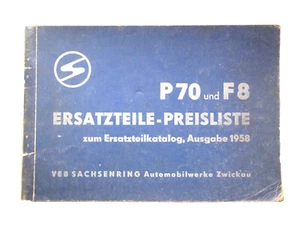 P70 und F8
ERSATZTEILE-PREISLISTE
zum Ersatzteilkatalog, Ausgabe 1958
VEB SACHSENRING Automobilwerke Zwickau